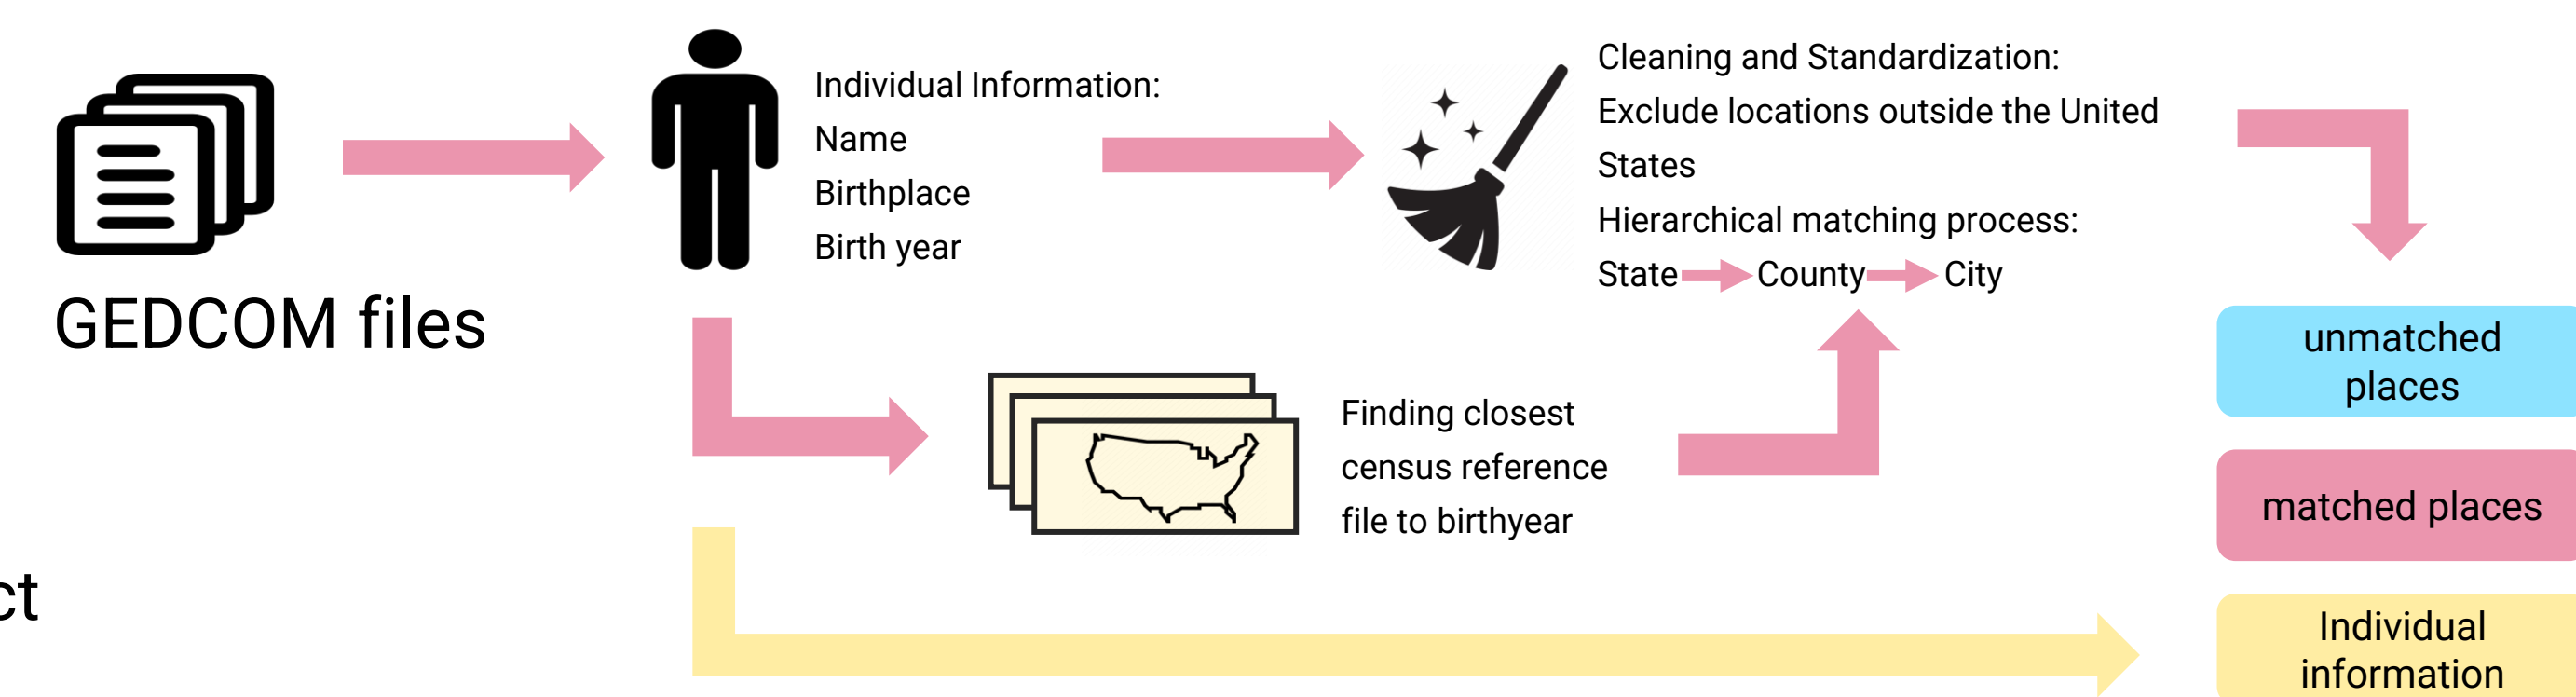 GEDCOM files
Individual Information:
Name
Birthplace
Birth year
Cleaning and Standardization:
Exclude locations outside the United
States
Hierarchical matching process:
State County City
Finding closest
census reference
file to birthyear
unmatched
places
matched places
Individual
information
ct